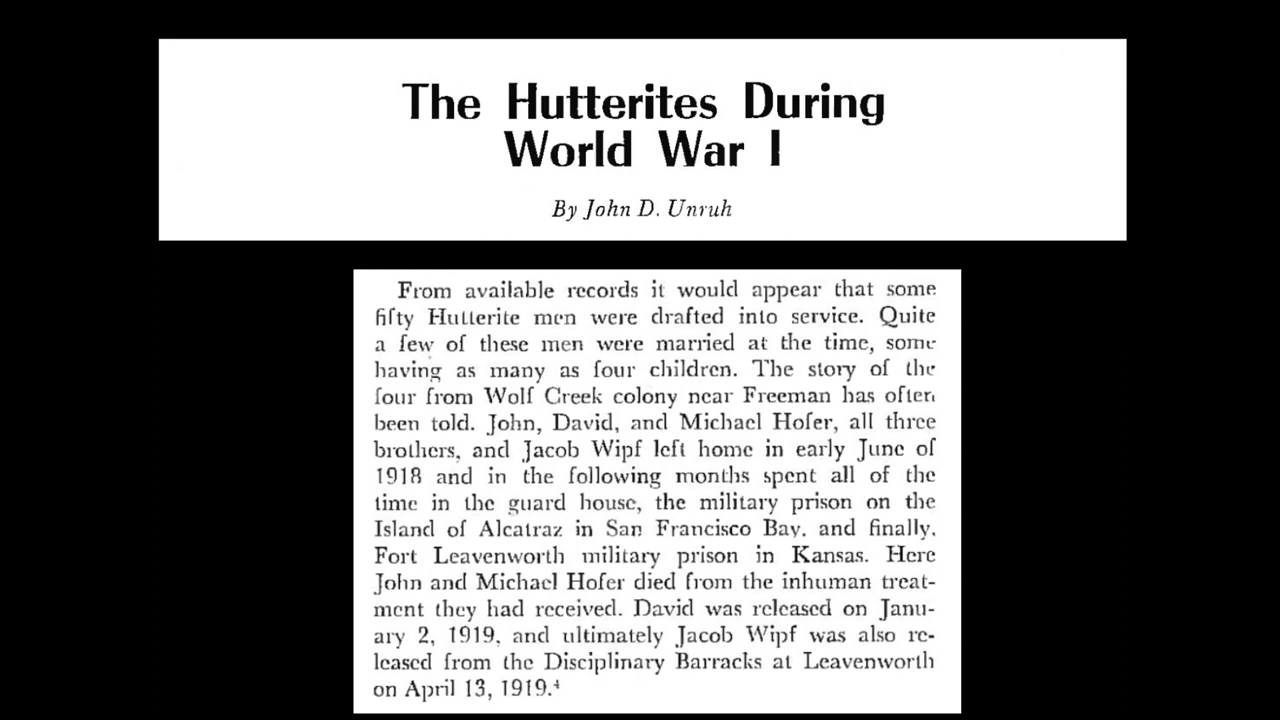 The Hutterites During
World War I
By John D. Unruh
From available records it would appear that some
fifty Hutterite men were drafted into service. Quite
a few of these men were married at the time, some
having as many as four children. The story of the
four from Wolf Creek colony near Freeman has often
been told. John, David, and Michael Hofer, all three
brothers, and Jacob Wipf left home in early June of
1918 and in the following months spent all of the
time in the guard house, the military prison on the
Island of Alcatraz in San Francisco Bay, and finally,
Fort Leavenworth military prison in Kansas. Here
John and Michael Hofer died from the inhuman treat-
ment they had received. David was released on Janu-
ary 2, 1919, and ultimately Jacob Wipf was also re-
leased from the Disciplinary Barracks at Leavenworth
on April 13, 1919.⁴